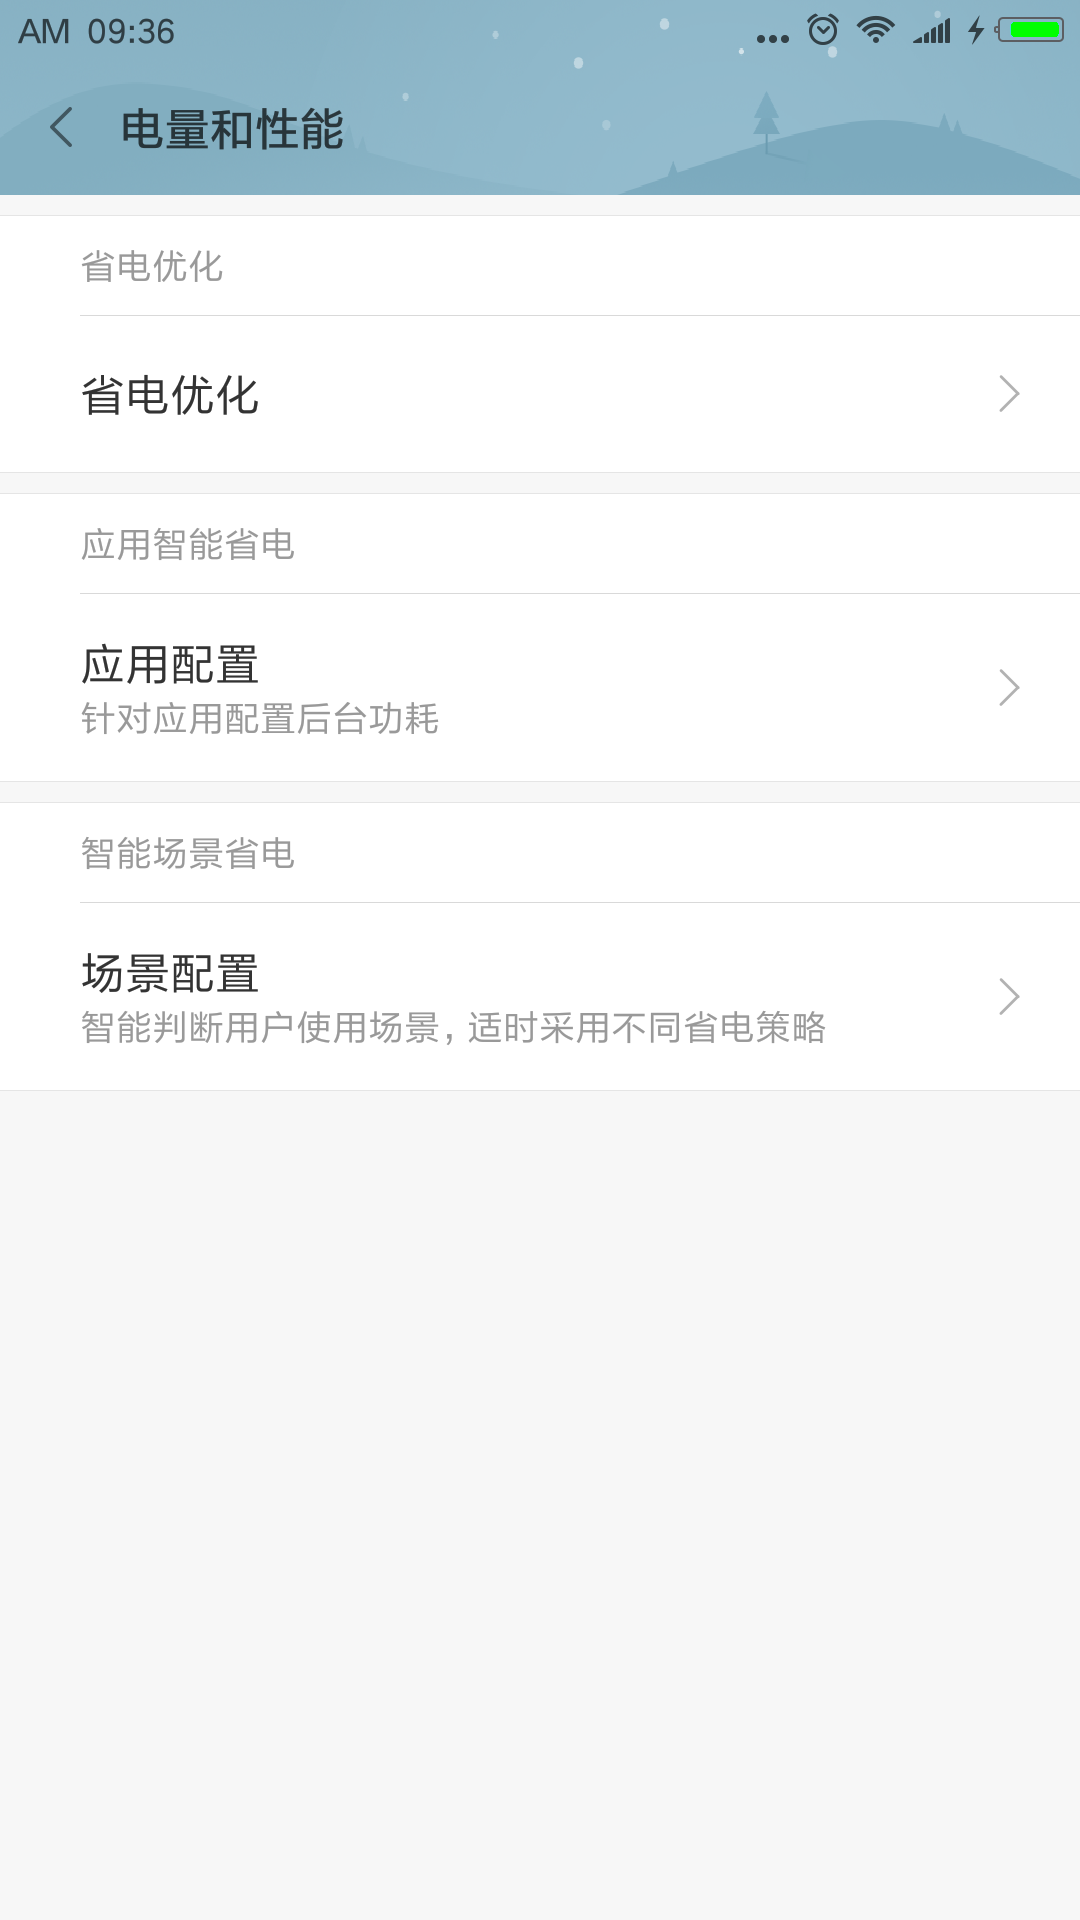 AM 09:36
电量和性能
省电优化
省电优化
应用智能省电
应用配置
针对应用配置后台功耗
智能场景省电
场景配置
智能判断用户使用场景，适时采用不同省电策略